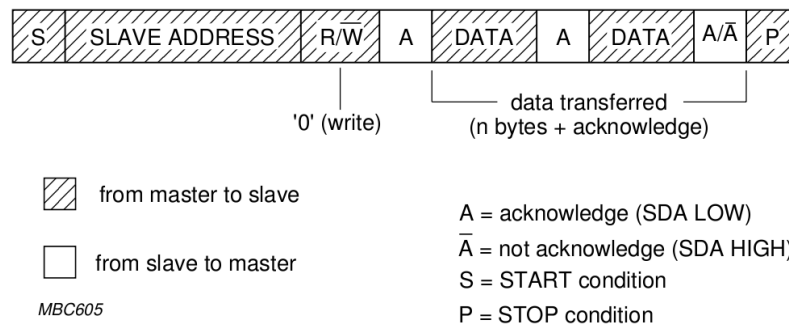 S SLAVE ADDRESS R/W̅ A DATA A DATA A/A̅ P
data transferred
'0' (write) (n bytes + acknowledge)
from master to slave
from slave to master
A = acknowledge (SDA LOW)
A̅ = not acknowledge (SDA HIGH)
S = START condition
P = STOP condition
MBC605